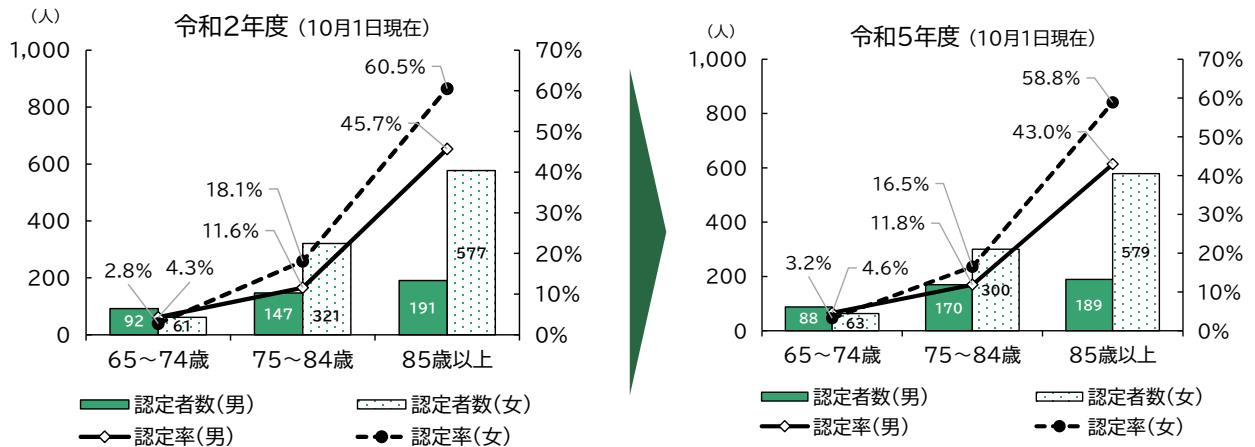 令和２年度（10月1日現在）
（人）
1,000
800
600
400
200
0
70%
60%
50%
40%
30%
20%
10%
0%
60.5%
45.7%
18.1%
11.6%
2.8%
4.3%
92
61
147
321
191
577
65～74歳
75～84歳
85歳以上
認定者数（男）
認定者数（女）
認定率（男）
認定率（女）
令和５年度（10月1日現在）
（人）
1,000
800
600
400
200
0
70%
60%
50%
40%
30%
20%
10%
0%
58.8%
43.0%
16.5%
11.8%
3.2%
4.6%
88
63
170
300
189
579
65～74歳
75～84歳
85歳以上
認定者数（男）
認定者数（女）
認定率（男）
認定率（女）